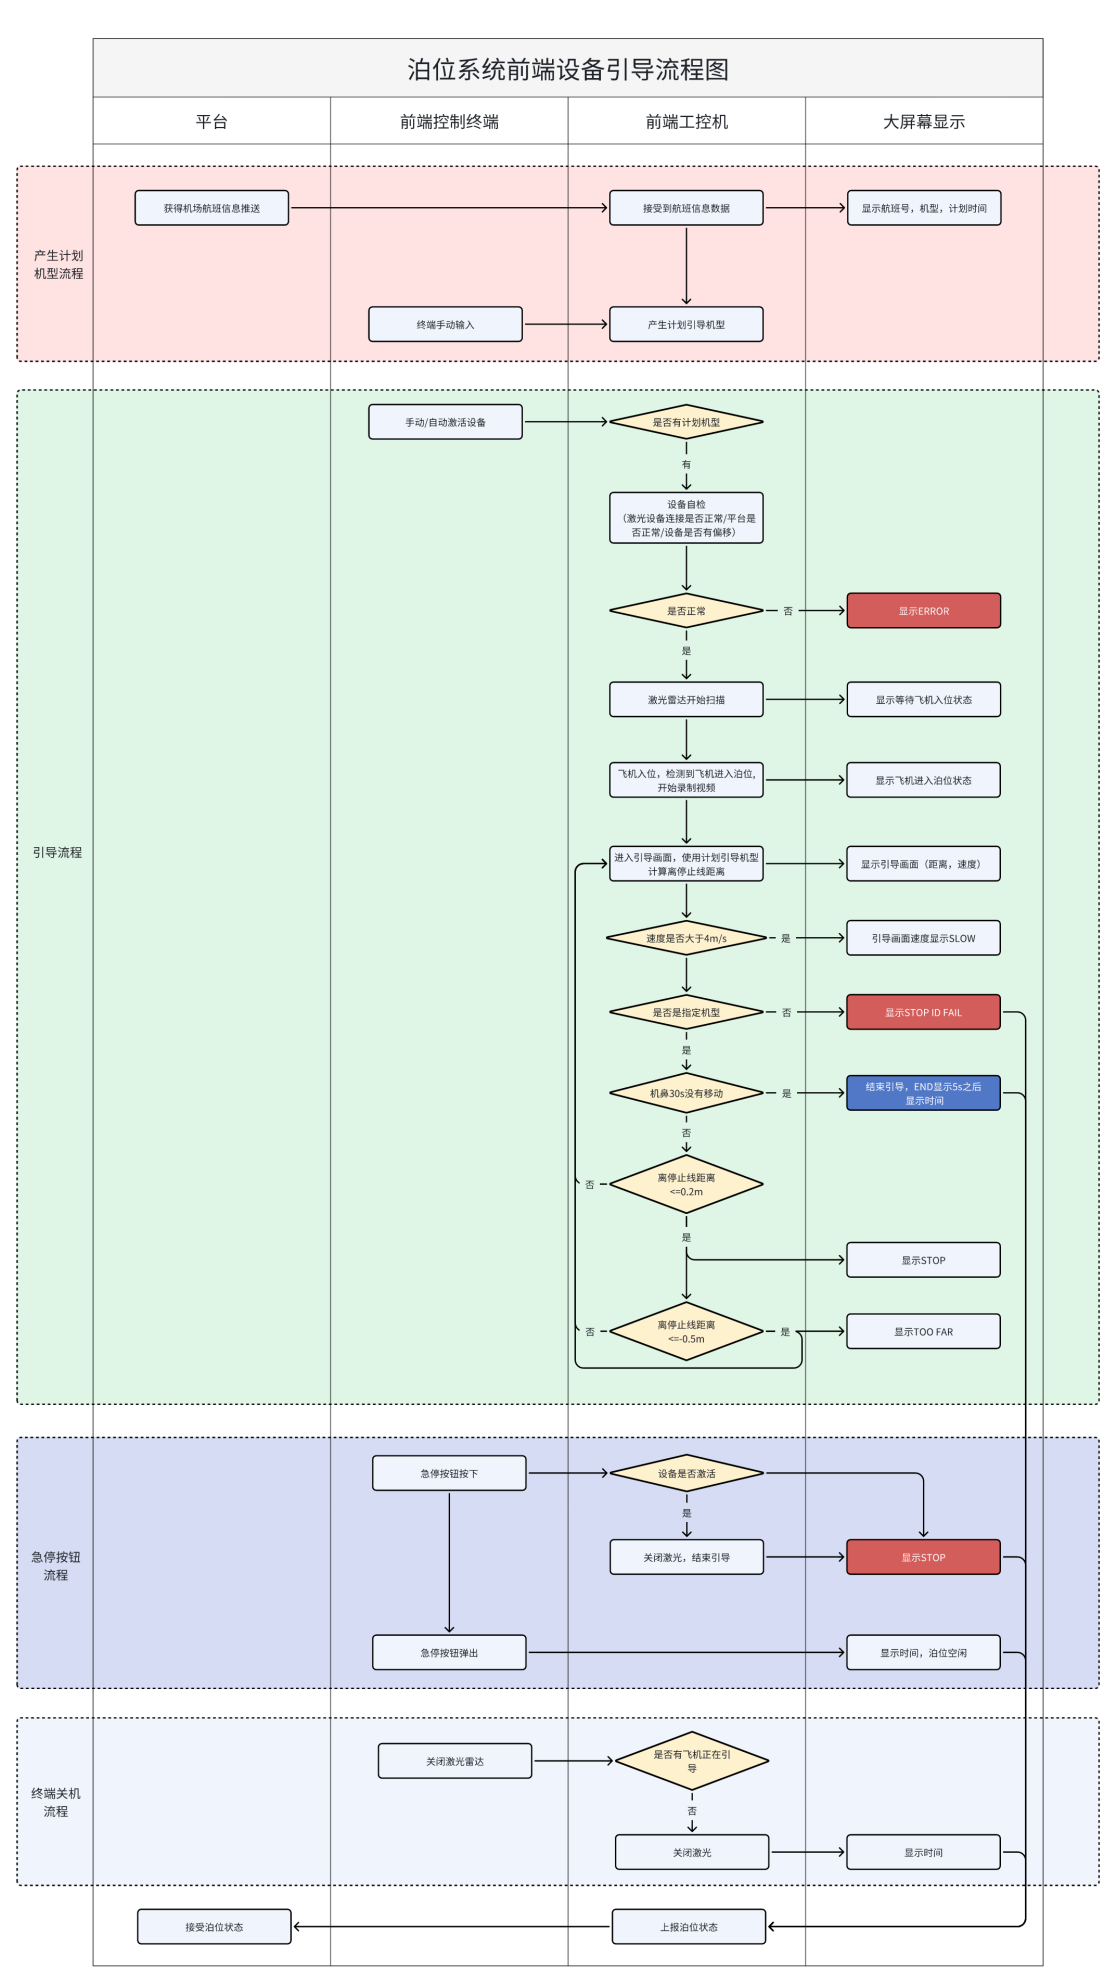 泊位系统前端设备引导流程图
平台
前端控制终端
前端工控机
大屏幕显示
产生计划
机型流程
获得机场航班信息推送
接受到航班信息数据
显示航班号，机型，计划时间
终端手动输入
产生计划引导机型
引导流程
手动/自动激活设备
是否有计划机型
有
设备自检
（激光设备连接是否正常/平台是
否正常/设备是否有偏移）
是否正常
否
显示ERROR
是
激光雷达开始扫描
显示等待飞机入位状态
飞机入位，检测到飞机进入泊位，
开始录制视频
显示飞机进入泊位状态
进入引导画面，使用计划引导机型
计算离停止线距离
显示引导画面（距离，速度）
速度是否大于4m/s
是
引导画面速度显示SLOW
是否是指定机型
否
显示STOP ID FAIL
是
机鼻30s没有移动
是
结束引导，END显示5s之后
显示时间
否
离停止线距离
<=0.2m
否
是
显示STOP
离停止线距离
<=-0.5m
否
是
显示TOO FAR
急停按钮
流程
急停按钮按下
设备是否激活
是
关闭激光，结束引导
显示STOP
急停按钮弹出
显示时间，泊位空闲
终端关机
流程
关闭激光雷达
是否有飞机正在引
导
否
关闭激光
显示时间
接受泊位状态
上报泊位状态